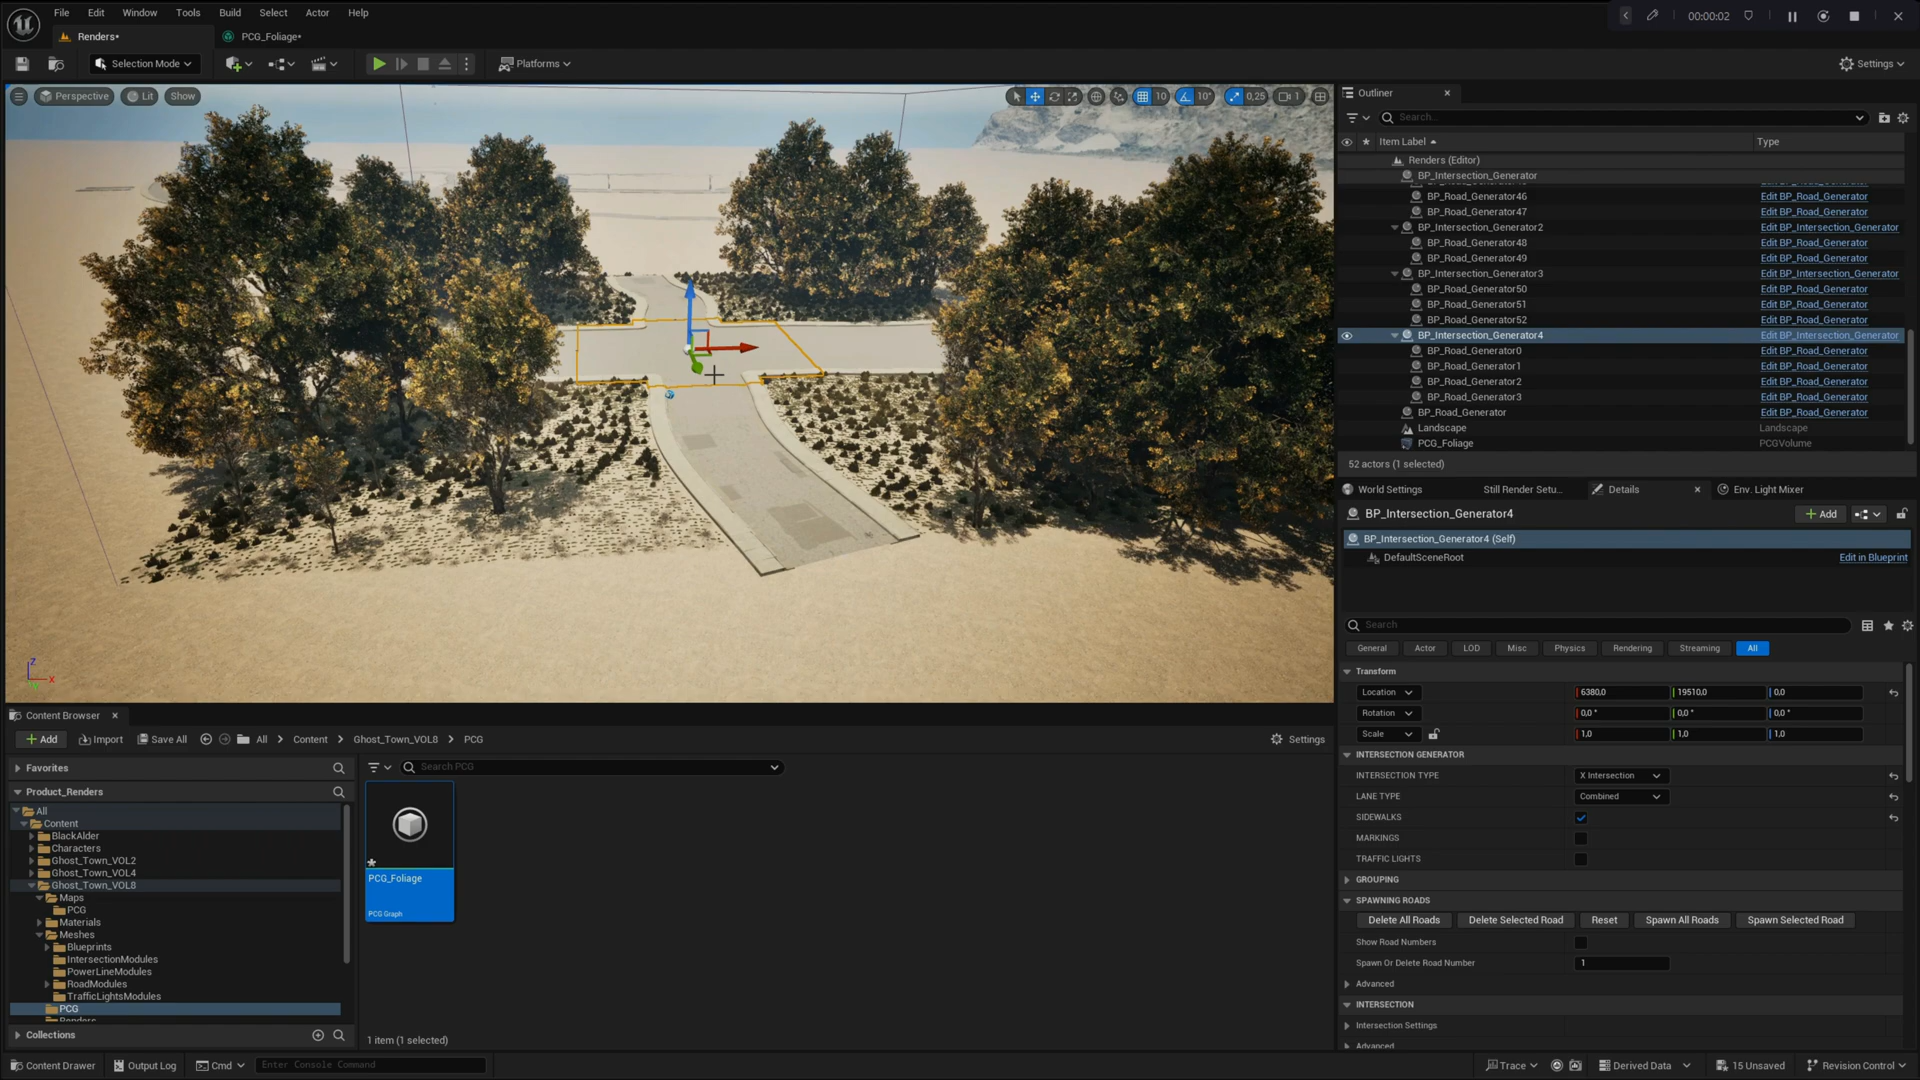 File Edit Window Tools Build Select Actor Help
00:00:02
Renders*
PCG_Foliage*
Selection Mode
Platforms
Settings
Perspective Lit Show
10 10° 0,25 1
Outliner
Search...
Item Label Type
Renders (Editor)
BP_Intersection_Generator
BP_Road_Generator46 Edit BP_Road_Generator
BP_Road_Generator47 Edit BP_Road_Generator
BP_Intersection_Generator2 Edit BP_Intersection_Generator
BP_Road_Generator48 Edit BP_Road_Generator
BP_Road_Generator49 Edit BP_Road_Generator
BP_Intersection_Generator3 Edit BP_Intersection_Generator
BP_Road_Generator50 Edit BP_Road_Generator
BP_Road_Generator51 Edit BP_Road_Generator
BP_Road_Generator52 Edit BP_Road_Generator
BP_Intersection_Generator4 Edit BP_Intersection_Generator
BP_Road_Generator0 Edit BP_Road_Generator
BP_Road_Generator1 Edit BP_Road_Generator
BP_Road_Generator2 Edit BP_Road_Generator
BP_Road_Generator3 Edit BP_Road_Generator
BP_Road_Generator Edit BP_Road_Generator
Landscape Landscape
PCG_Foliage PCGVolume
52 actors (1 selected)
World Settings Still Render Setu... Details Env. Light Mixer
BP_Intersection_Generator4
Add
BP_Intersection_Generator4 (Self)
DefaultSceneRoot Edit in Blueprint
Search
General Actor LOD Misc Physics Rendering Streaming All
Transform
Location 6380,0 19510,0 0,0
Rotation 0,0 ° 0,0 ° 0,0 °
Scale 1,0 1,0 1,0
INTERSECTION GENERATOR
INTERSECTION TYPE X Intersection
LANE TYPE Combined
SIDEWALKS
MARKINGS
TRAFFIC LIGHTS
GROUPING
SPAWNING ROADS
Delete All Roads Delete Selected Road Reset Spawn All Roads Spawn Selected Road
Show Road Numbers
Spawn Or Delete Road Number 1
Advanced
INTERSECTION
Intersection Settings
Advanced
Z
X
Content Browser
Add Import Save All All Content Ghost_Town_VOL8 PCG Settings
Favorites
Search PCG
Product_Renders
All
Content
BlackAlder
Characters
Ghost_Town_VOL2
Ghost_Town_VOL4
Ghost_Town_VOL8
Maps
PCG
Materials
Meshes
Blueprints
IntersectionModules
PowerLineModules
RoadModules
TrafficLightsModules
PCG
Renders
Collections
PCG_Foliage
PCG Graph
1 item (1 selected)
Content Drawer Output Log Cmd Enter Console Command Trace Derived Data 15 Unsaved Revision Control